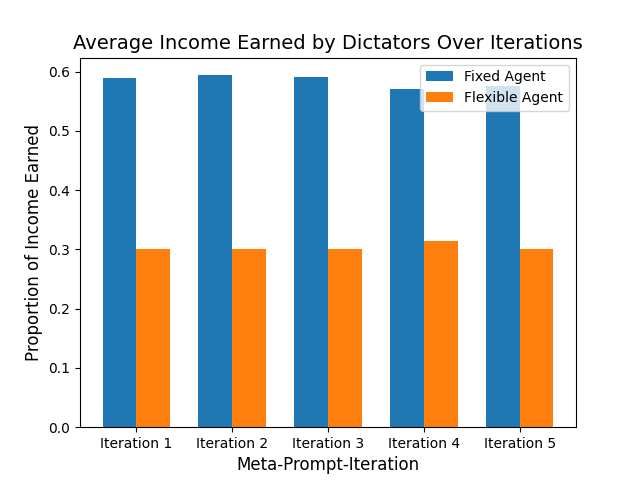 Average Income Earned by Dictators Over Iterations
Fixed Agent
Flexible Agent
Proportion of Income Earned
0.6
0.5
0.4
0.3
0.2
0.1
0.0
Iteration 1 Iteration 2 Iteration 3 Iteration 4 Iteration 5
Meta-Prompt-Iteration